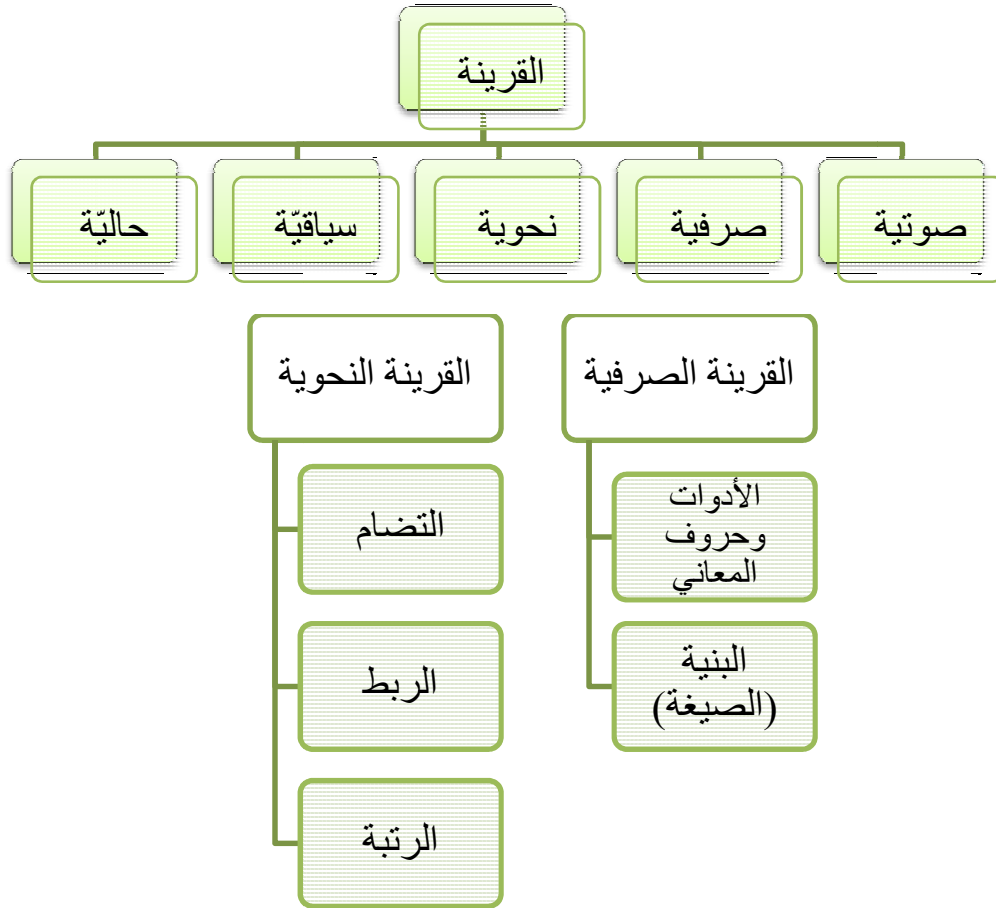 القرينة
صوتية
صرفية
نحوية
سياقيّة
حاليّة
القرينة الصرفية
الأدوات
وحروف
المعاني
البنية
(الصيغة)
القرينة النحوية
التضام
الربط
الرتبة